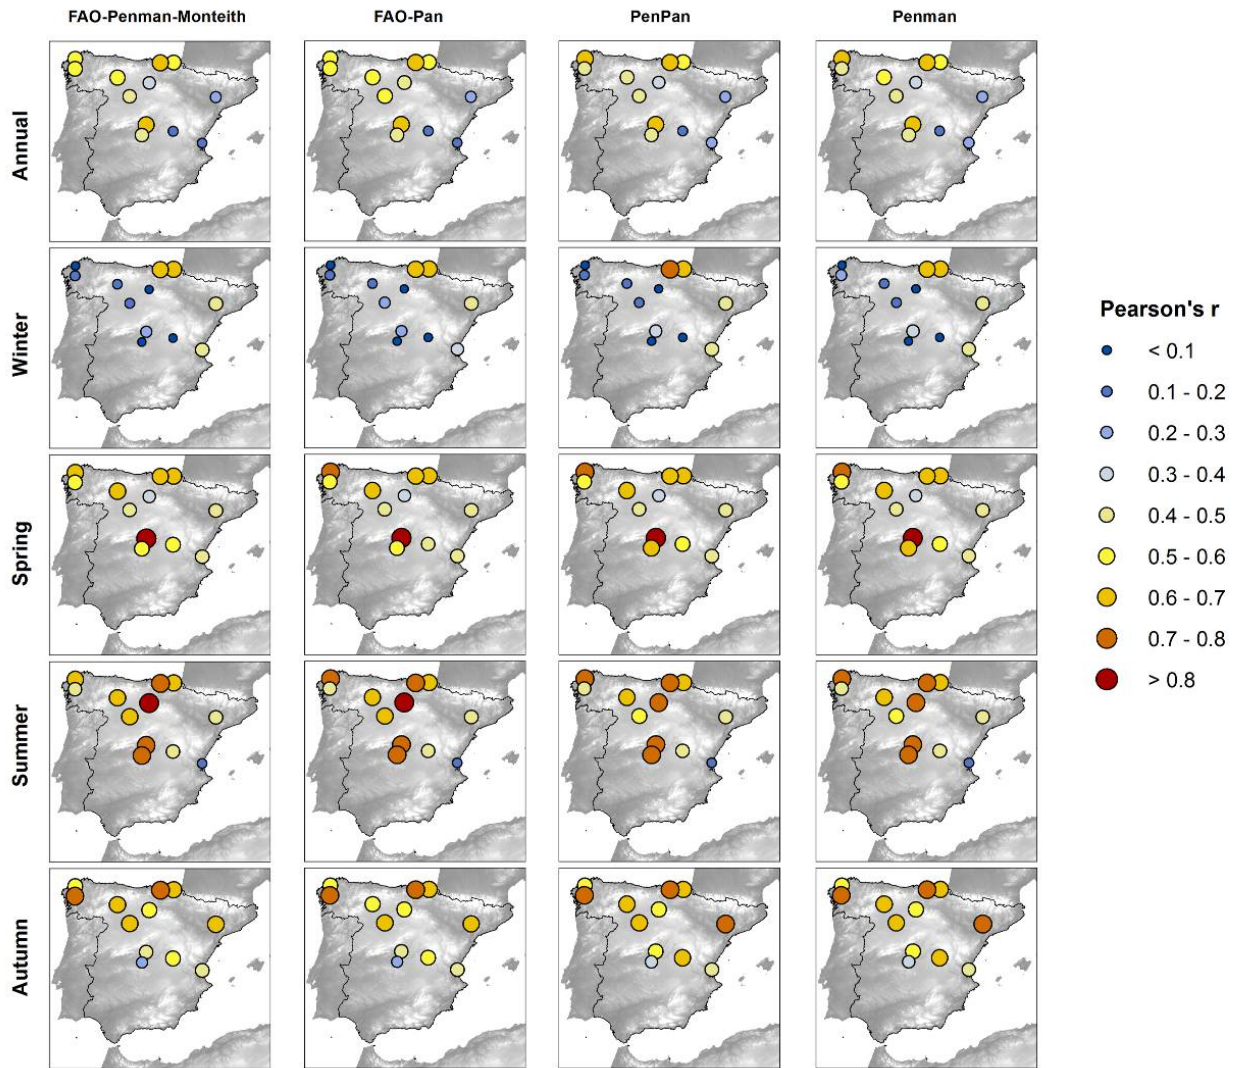 FAO-Penman-Monteith FAO-Pan PenPan Penman
Annual
Winter
Spring
Summer
Autumn
Pearson's r
< 0.1
0.1 - 0.2
0.2 - 0.3
0.3 - 0.4
0.4 - 0.5
0.5 - 0.6
0.6 - 0.7
0.7 - 0.8
> 0.8